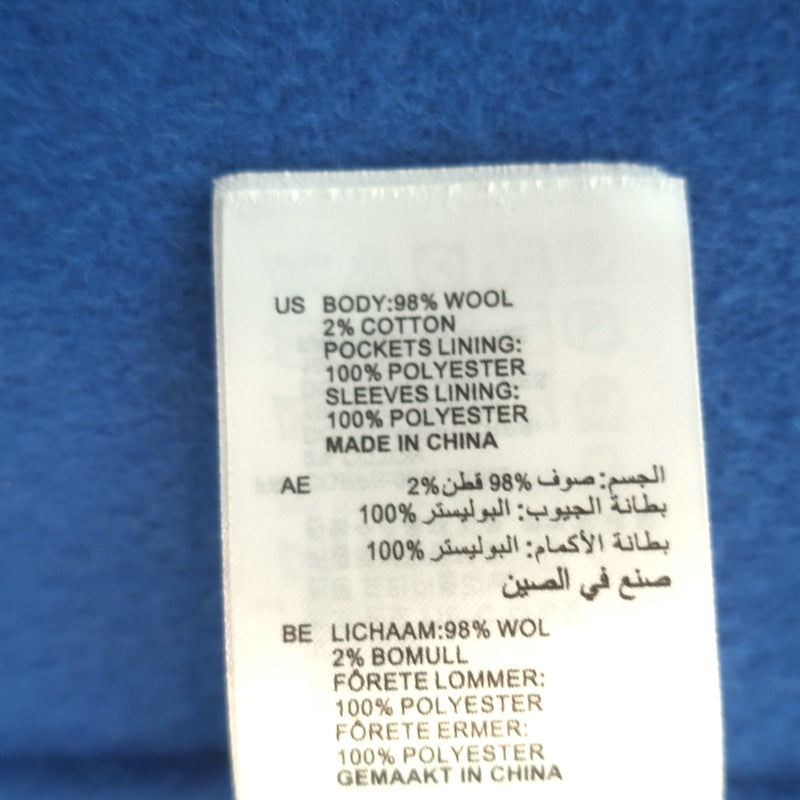 US BODY:98% WOOL
2% COTTON
POCKETS LINING:
100% POLYESTER
SLEEVES LINING:
100% POLYESTER
MADE IN CHINA
AE الجسم: صوف 98% قطن 2%
بطانة الجيوب: البوليستر 100%
بطانة الأكمام: البوليستر 100%
صنع في الصين
BE LICHAAM:98% WOL
2% BOMULL
FÔRETE LOMMER:
100% POLYESTER
FÔRETE ERMER:
100% POLYESTER
GEMAAKT IN CHINA